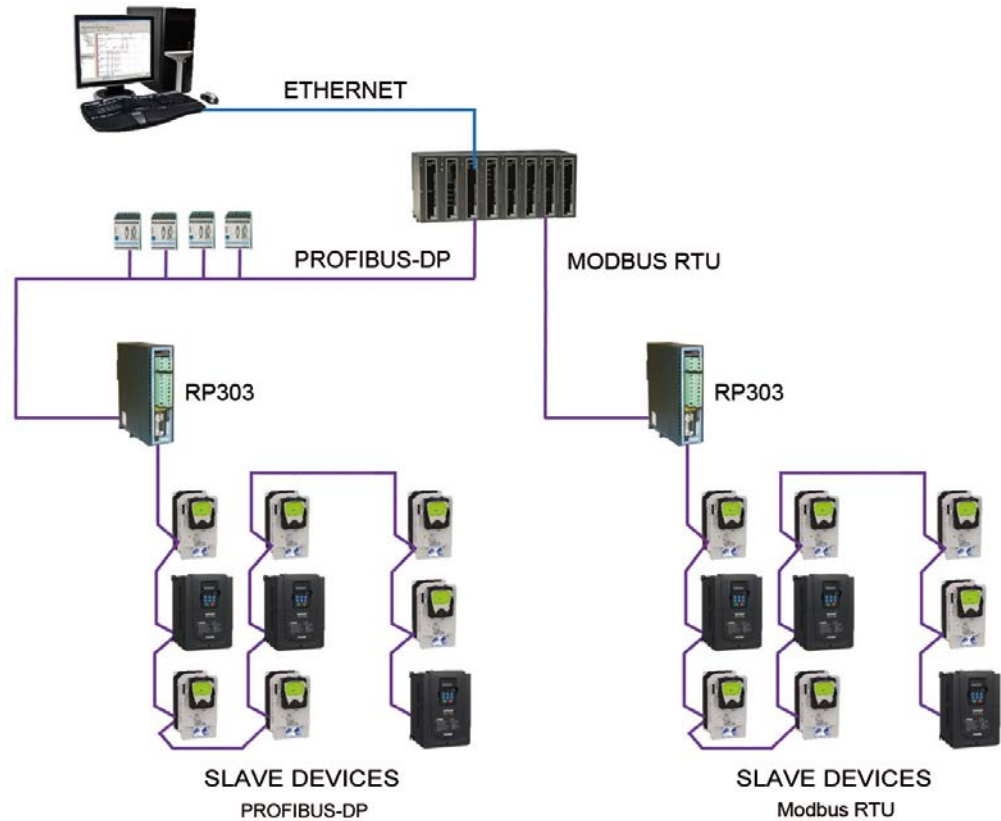 ETHERNET
PROFIBUS-DP
MODBUS RTU
RP303
RP303
SLAVE DEVICES
PROFIBUS-DP
SLAVE DEVICES
Modbus RTU